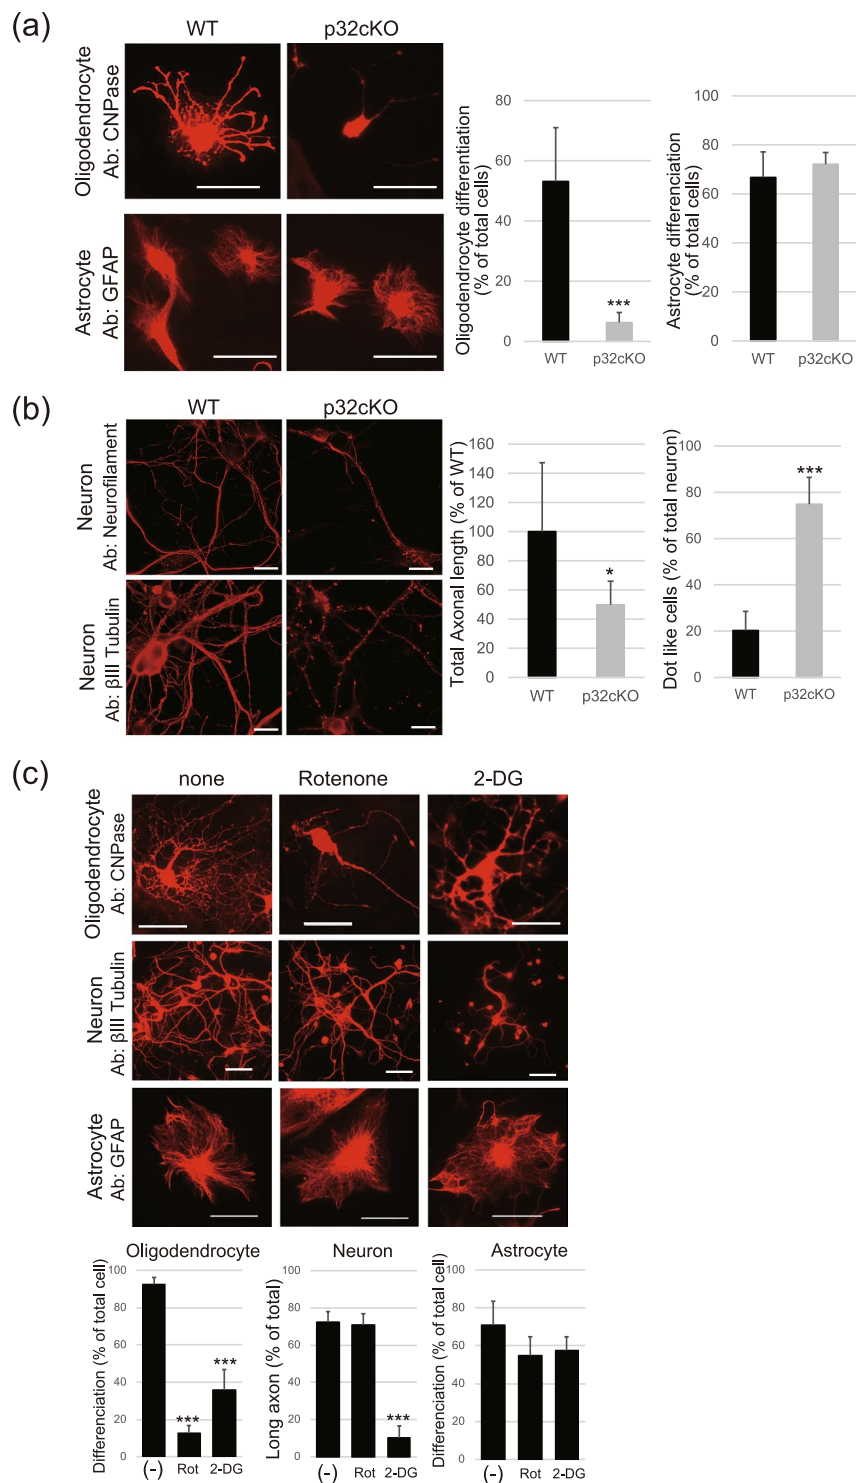 (a)
WT
p32cKO
Oligodendrocyte
Ab: CNPase
Astrocyte
Ab: GFAP
Oligodendrocyte differentiation
(% of total cells)
80
60
40
20
0
***
WT
p32cKO
Astrocyte differenciation
(% of total cells)
100
80
60
40
20
0
WT
p32cKO
(b)
WT
p32cKO
Neuron
Ab: Neurofilament
Neuron
Ab: βIII Tubulin
Total Axonal length (% of WT)
160
140
120
100
80
60
40
20
0
*
WT
p32cKO
Dot like cells (% of total neuron)
100
80
60
40
20
0
***
WT
p32cKO
(c)
none
Rotenone
2-DG
Oligodendrocyte
Ab: CNPase
Neuron
Ab: βIII Tubulin
Astrocyte
Ab: GFAP
Oligodendrocyte
Differenciation (% of total cell)
100
80
60
40
20
0
***
***
(-)
Rot
2-DG
Neuron
Long axon (% of total)
100
80
60
40
20
0
***
(-)
Rot
2-DG
Astrocyte
Differenciation (% of total cell)
100
80
60
40
20
0
(-)
Rot
2-DG